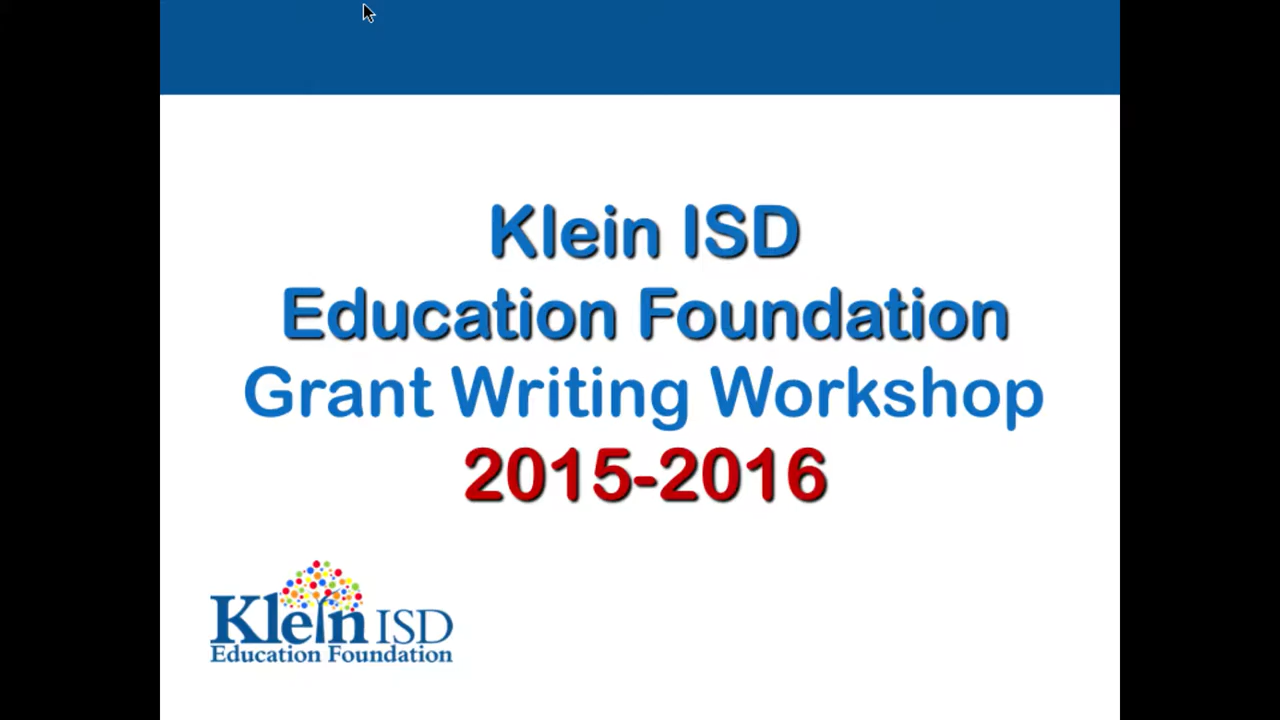 Klein ISD
Education Foundation
Grant Writing Workshop
2015-2016
Klein ISD
Education Foundation